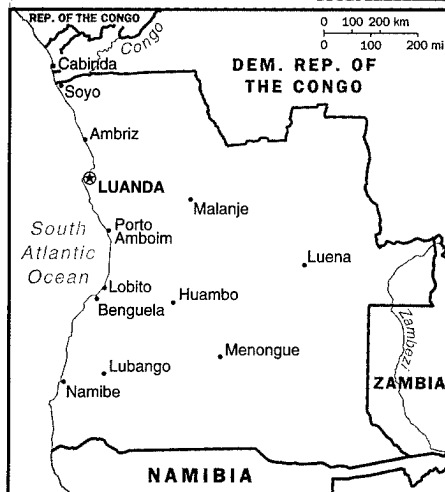 REP. OF THE CONGO
0 100 200 km
0 100 200 mi
Congo
Cabinda
DEM. REP. OF
THE CONGO
Soyo
Ambriz
LUANDA
Malanje
South
Atlantic
Ocean
Porto
Amboim
Luena
Lobito
Benguela
Huambo
Zambezi
Menongue
Lubango
Namibe
ZAMBIA
NAMIBIA